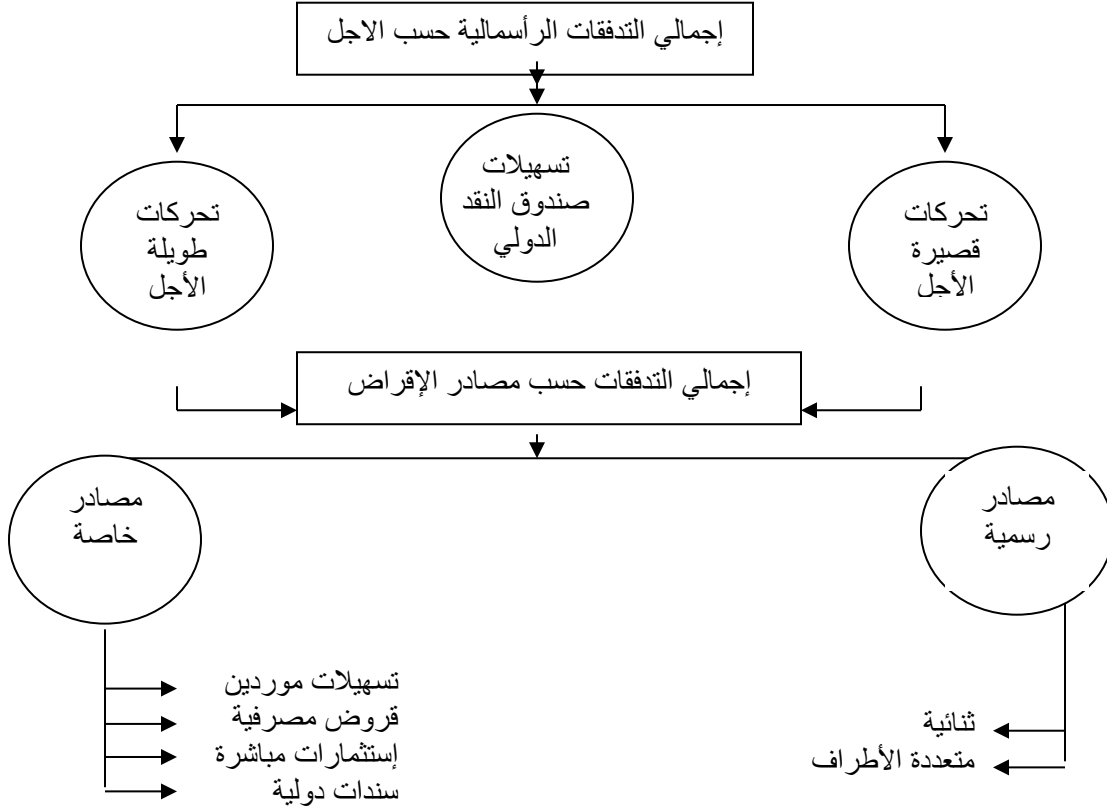 إجمالي التدفقات الرأسمالية حسب الاجل
تحركات
قصيرة
الأجل
تسهيلات
صندوق النقد
الدولي
تحركات
طويلة
الأجل
إجمالي التدفقات حسب مصادر الإقراض
مصادر
رسمية
ثنائية
متعددة الأطراف
مصادر
خاصة
تسهيلات موردين
قروض مصرفية
إستثمارات مباشرة
سندات دولية